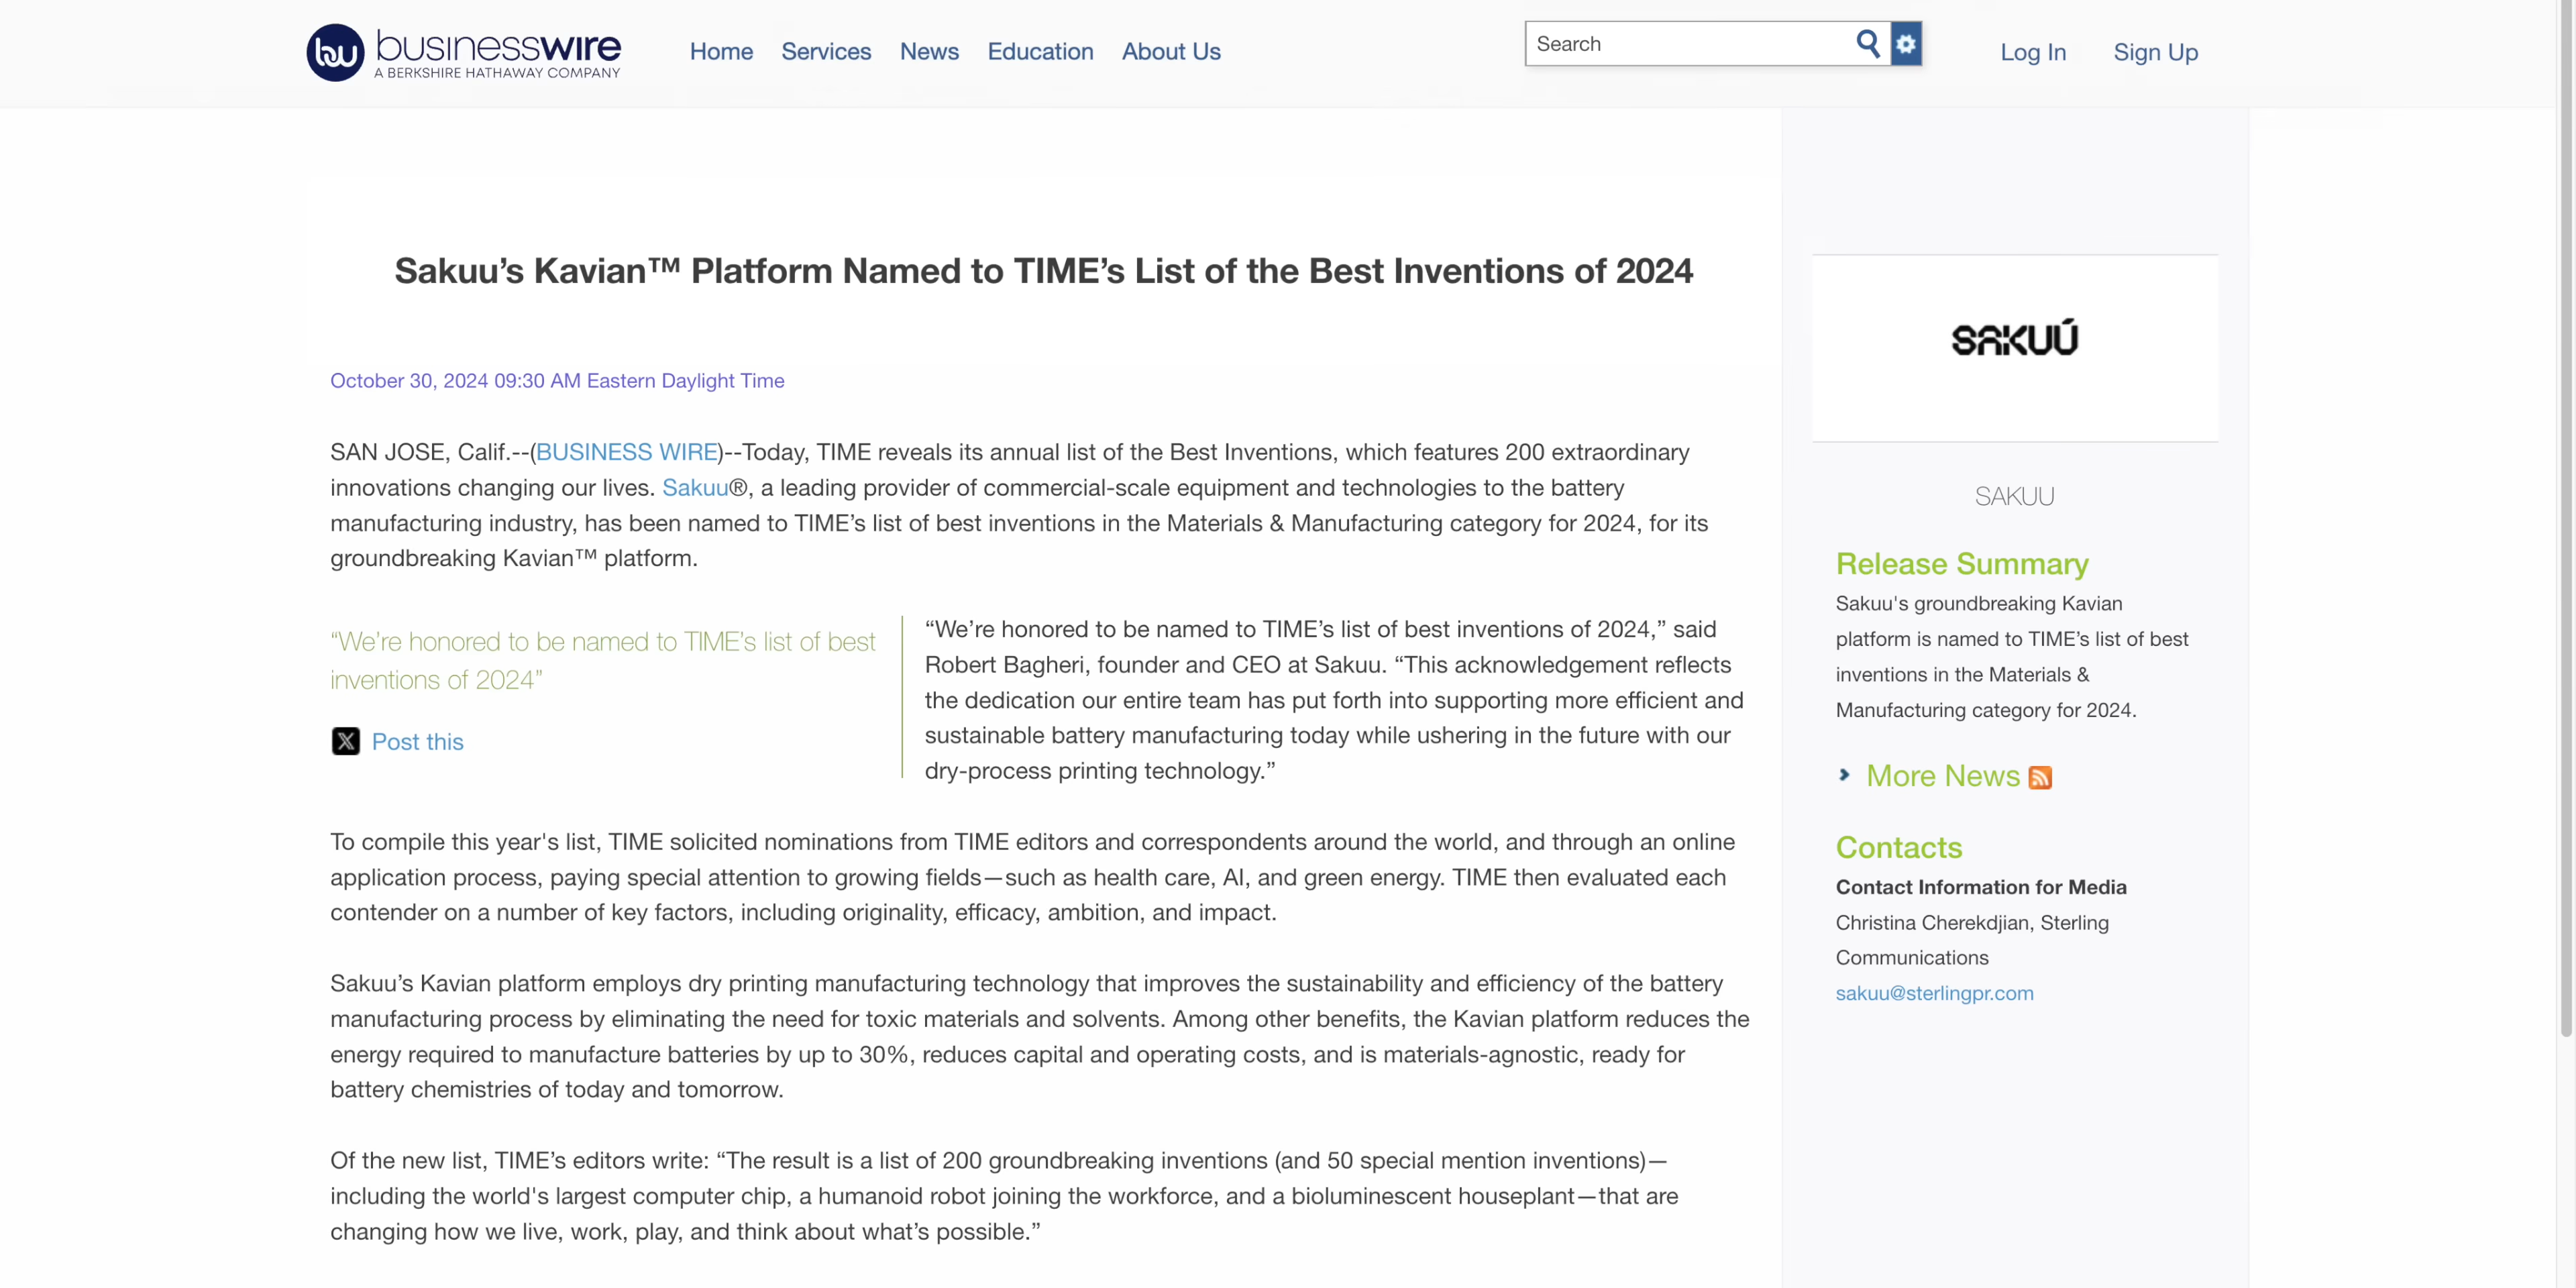 bu businesswire
A BERKSHIRE HATHAWAY COMPANY
Home Services News Education About Us
Search
Log In Sign Up
Sakuu’s Kavian™ Platform Named to TIME’s List of the Best Inventions of 2024
October 30, 2024 09:30 AM Eastern Daylight Time
SAN JOSE, Calif.--(BUSINESS WIRE)--Today, TIME reveals its annual list of the Best Inventions, which features 200 extraordinary
innovations changing our lives. Sakuu®, a leading provider of commercial-scale equipment and technologies to the battery
manufacturing industry, has been named to TIME’s list of best inventions in the Materials & Manufacturing category for 2024, for its
groundbreaking Kavian™ platform.
“We’re honored to be named to TIME’s list of best
inventions of 2024”
Post this
“We’re honored to be named to TIME’s list of best inventions of 2024,” said
Robert Bagheri, founder and CEO at Sakuu. “This acknowledgement reflects
the dedication our entire team has put forth into supporting more efficient and
sustainable battery manufacturing today while ushering in the future with our
dry-process printing technology.”
To compile this year's list, TIME solicited nominations from TIME editors and correspondents around the world, and through an online
application process, paying special attention to growing fields—such as health care, AI, and green energy. TIME then evaluated each
contender on a number of key factors, including originality, efficacy, ambition, and impact.
Sakuu’s Kavian platform employs dry printing manufacturing technology that improves the sustainability and efficiency of the battery
manufacturing process by eliminating the need for toxic materials and solvents. Among other benefits, the Kavian platform reduces the
energy required to manufacture batteries by up to 30%, reduces capital and operating costs, and is materials-agnostic, ready for
battery chemistries of today and tomorrow.
Of the new list, TIME’s editors write: “The result is a list of 200 groundbreaking inventions (and 50 special mention inventions)—
including the world's largest computer chip, a humanoid robot joining the workforce, and a bioluminescent houseplant—that are
changing how we live, work, play, and think about what’s possible.”
SAKUÚ
SAKUU
Release Summary
Sakuu's groundbreaking Kavian
platform is named to TIME’s list of best
inventions in the Materials &
Manufacturing category for 2024.
More News
Contacts
Contact Information for Media
Christina Cherekdjian, Sterling
Communications
sakuu@sterlingpr.com